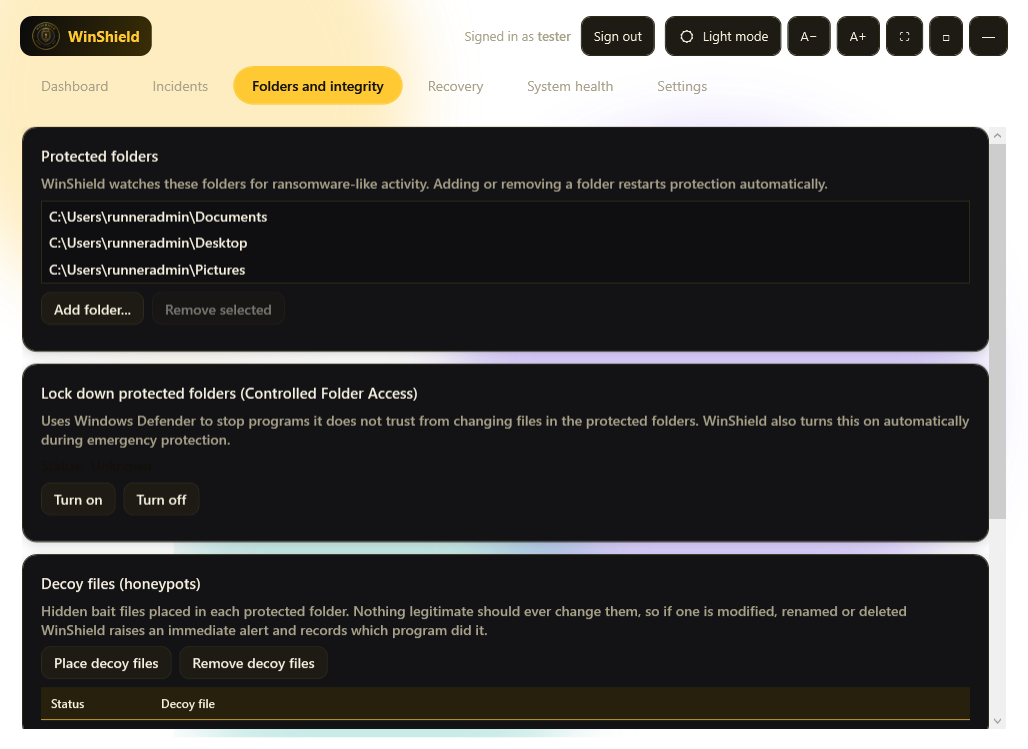 WinShield
Signed in as tester
Sign out
Light mode
A−
A+
Dashboard
Incidents
Folders and integrity
Recovery
System health
Settings
Protected folders
WinShield watches these folders for ransomware-like activity. Adding or removing a folder restarts protection automatically.
C:\Users\runneradmin\Documents
C:\Users\runneradmin\Desktop
C:\Users\runneradmin\Pictures
Add folder...
Remove selected
Lock down protected folders (Controlled Folder Access)
Uses Windows Defender to stop programs it does not trust from changing files in the protected folders. WinShield also turns this on automatically
during emergency protection.
Turn on
Turn off
Decoy files (honeypots)
Hidden bait files placed in each protected folder. Nothing legitimate should ever change them, so if one is modified, renamed or deleted
WinShield raises an immediate alert and records which program did it.
Place decoy files
Remove decoy files
Status
Decoy file